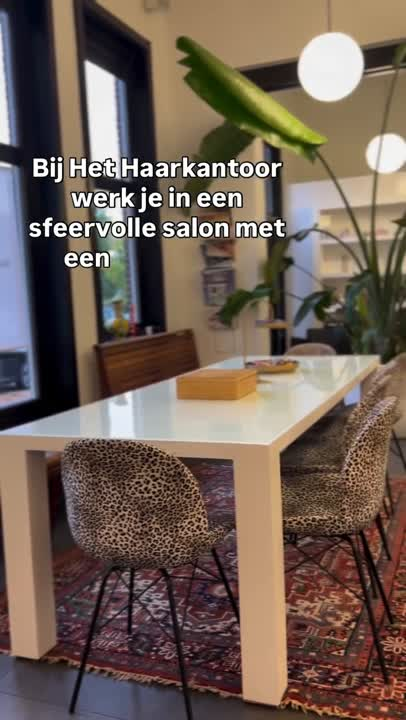 Bij Het Haarkantoor
werk je in een
sfeervolle salon met
een